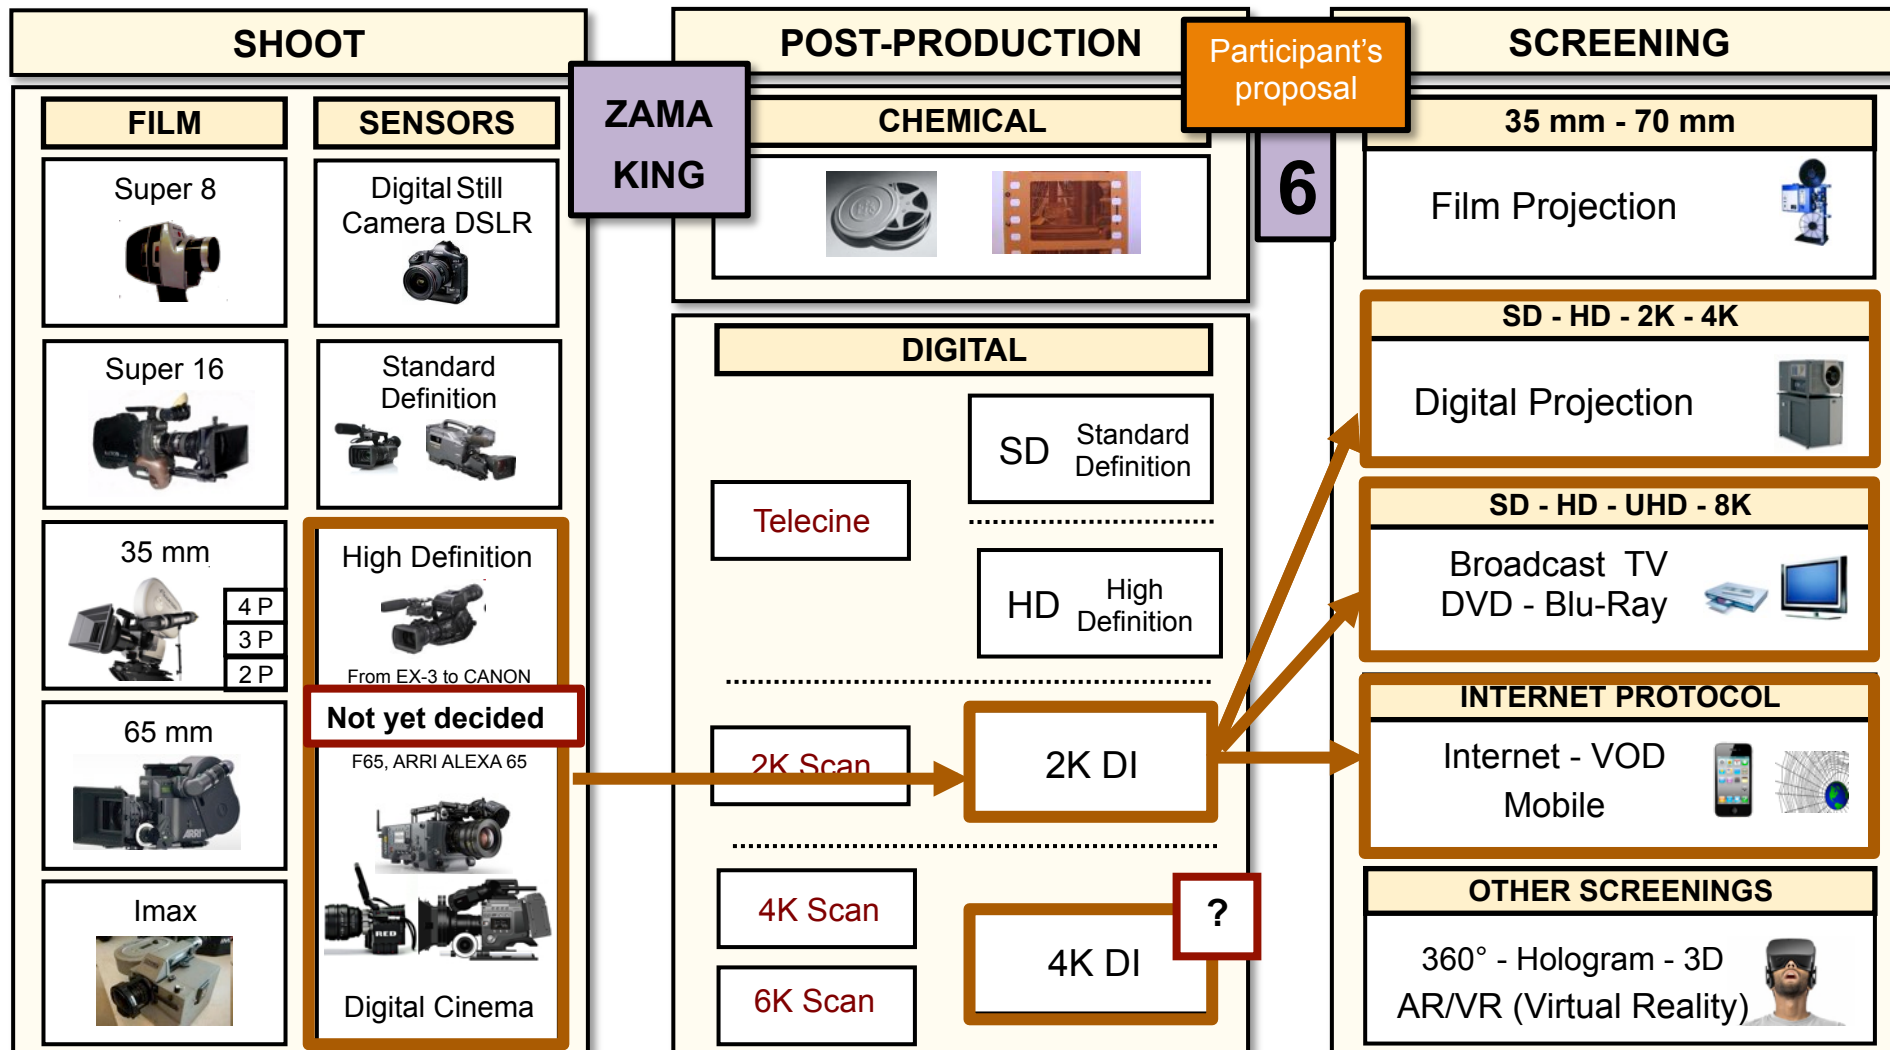 SHOOT
POST-PRODUCTION
Participant's
proposal
SCREENING
ZAMA
KING
6
FILM
Super 8
Super 16
35 mm
4 P
3 P
2 P
65 mm
ARRI
Imax
SENSORS
Digital Still
Camera DSLR
Standard
Definition
High Definition
From EX-3 to CANON
Not yet decided
F65, ARRI ALEXA 65
RED
Digital Cinema
CHEMICAL
DIGITAL
SD
Standard
Definition
Telecine
HD
High
Definition
2K Scan
2K DI
4K Scan
?
4K DI
6K Scan
35 mm - 70 mm
Film Projection
SD - HD - 2K - 4K
Digital Projection
SD - HD - UHD - 8K
Broadcast TV
DVD - Blu-Ray
INTERNET PROTOCOL
Internet - VOD
Mobile
OTHER SCREENINGS
360° - Hologram - 3D
AR/VR (Virtual Reality)